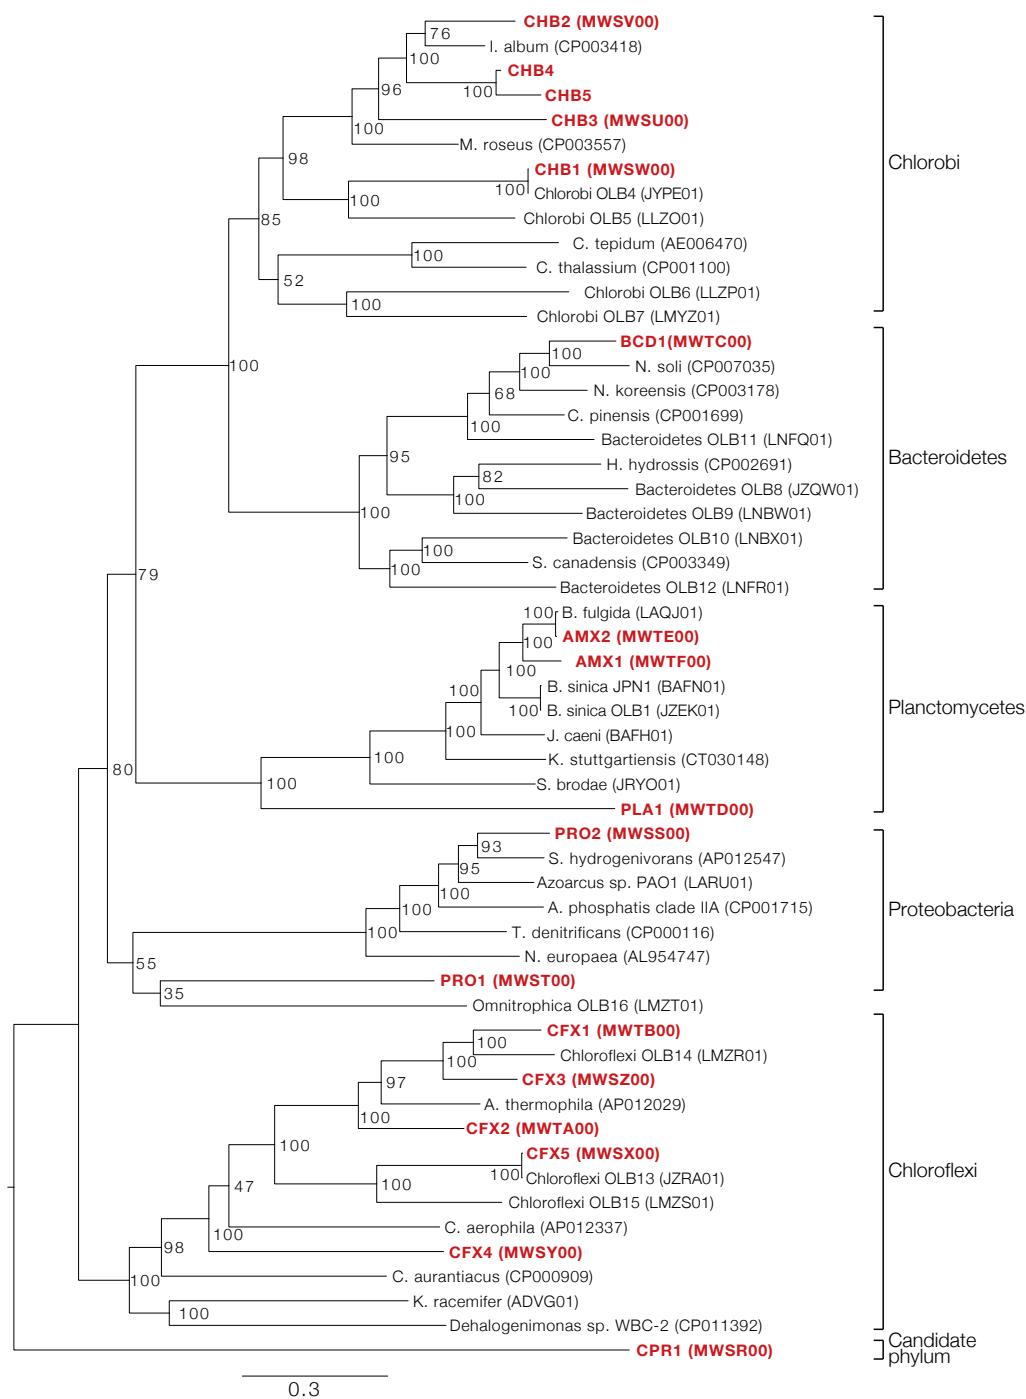 CHB2 (MWSV00)
76
I. album (CP003418)
100
CHB4
96
100
CHB5
CHB3 (MWSU00)
100
M. roseus (CP003557)
98
Chlorobi
CHB1 (MWSW00)
100
Chlorobi OLB4 (JYPE01)
100
Chlorobi OLB5 (LLZO01)
85
C. tepidum (AE006470)
100
C. thalassium (CP001100)
52
Chlorobi OLB6 (LLZP01)
100
Chlorobi OLB7 (LMYZ01)
BCD1(MWTC00)
100
N. soli (CP007035)
100
100
N. koreensis (CP003178)
68
C. pinensis (CP001699)
100
Bacteroidetes OLB11 (LNFQ01)
95
Bacteroidetes
H. hydrossis (CP002691)
82
Bacteroidetes OLB8 (JZQW01)
100
Bacteroidetes OLB9 (LNBW01)
100
Bacteroidetes OLB10 (LNBX01)
100
S. canadensis (CP003349)
100
79
Bacteroidetes OLB12 (LNFR01)
100
B. fulgida (LAQJ01)
100
AMX2 (MWTE00)
100
AMX1 (MWTF00)
100
B. sinica JPN1 (BAFN01)
100
B. sinica OLB1 (JZEK01)
Planctomycetes
100
J. caeni (BAFH01)
100
K. stuttgartiensis (CT030148)
80
100
S. brodae (JRYO01)
PLA1 (MWTD00)
PRO2 (MWSS00)
93
S. hydrogenivorans (AP012547)
95
Azoarcus sp. PAO1 (LARU01)
100
100
A. phosphatis clade IIA (CP001715)
Proteobacteria
100
T. denitrificans (CP000116)
N. europaea (AL954747)
55
PRO1 (MWST00)
35
Omnitrophica OLB16 (LMZT01)
CFX1 (MWTB00)
100
Chloroflexi OLB14 (LMZR01)
100
97
CFX3 (MWSZ00)
A. thermophila (AP012029)
100
CFX2 (MWTA00)
100
CFX5 (MWSX00)
100
Chloroflexi OLB13 (JZRA01)
Chloroflexi
47
100
Chloroflexi OLB15 (LMZS01)
100
C. aerophila (AP012337)
98
CFX4 (MWSY00)
100
C. aurantiacus (CP000909)
K. racemifer (ADVG01)
100
Dehalogenimonas sp. WBC-2 (CP011392)
CPR1 (MWSR00)
Candidate
phylum
0.3